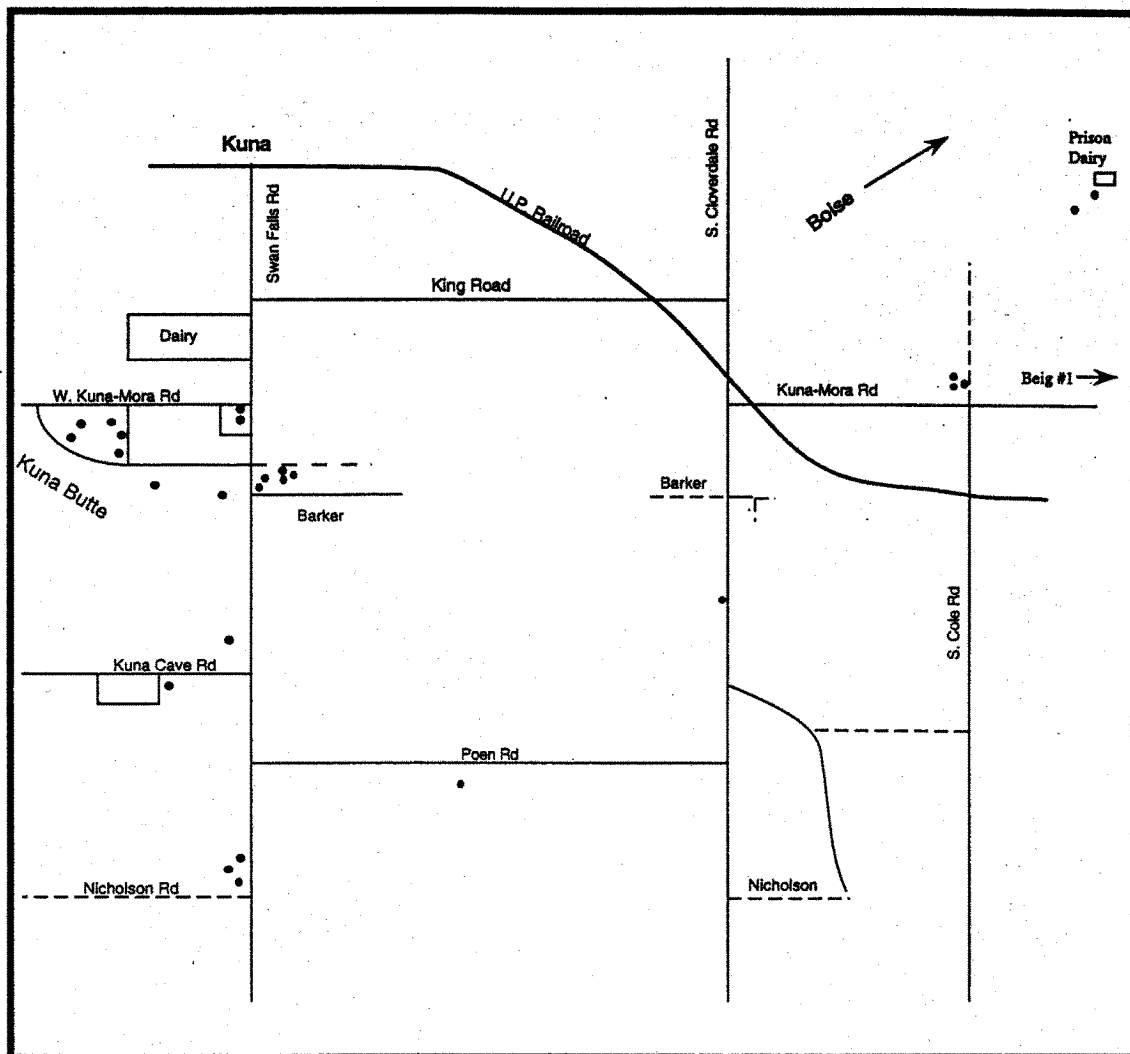 Kuna
Prison
Dairy
S. Cloverdale Rd
Boise
U.P. Railroad
Swan Falls Rd
King Road
Dairy
Beig #1
W. Kuna-Mora Rd
Kuna-Mora Rd
Kuna Butte
Barker
Barker
S. Cole Rd
Kuna Cave Rd
Poen Rd
Nicholson Rd
Nicholson